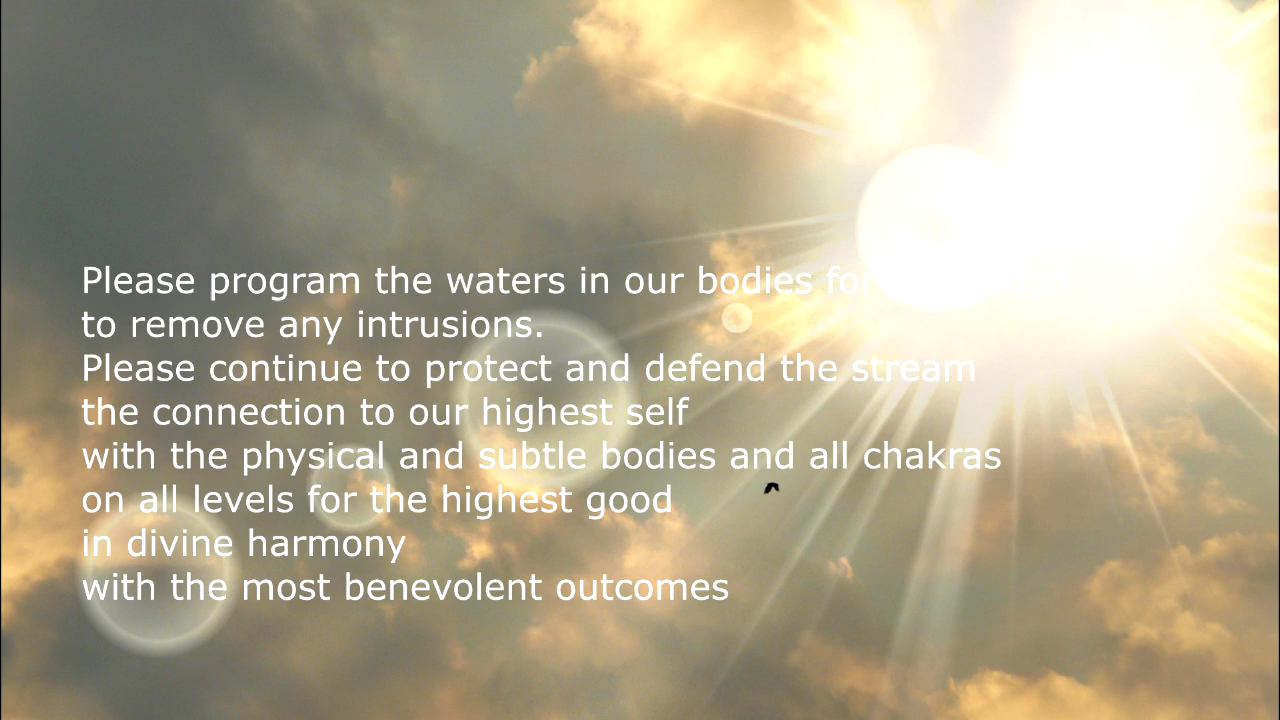 Please program the waters in our bodies for
to remove any intrusions.
Please continue to protect and defend the stream
the connection to our highest self
with the physical and subtle bodies and all chakras
on all levels for the highest good
in divine harmony
with the most benevolent outcomes